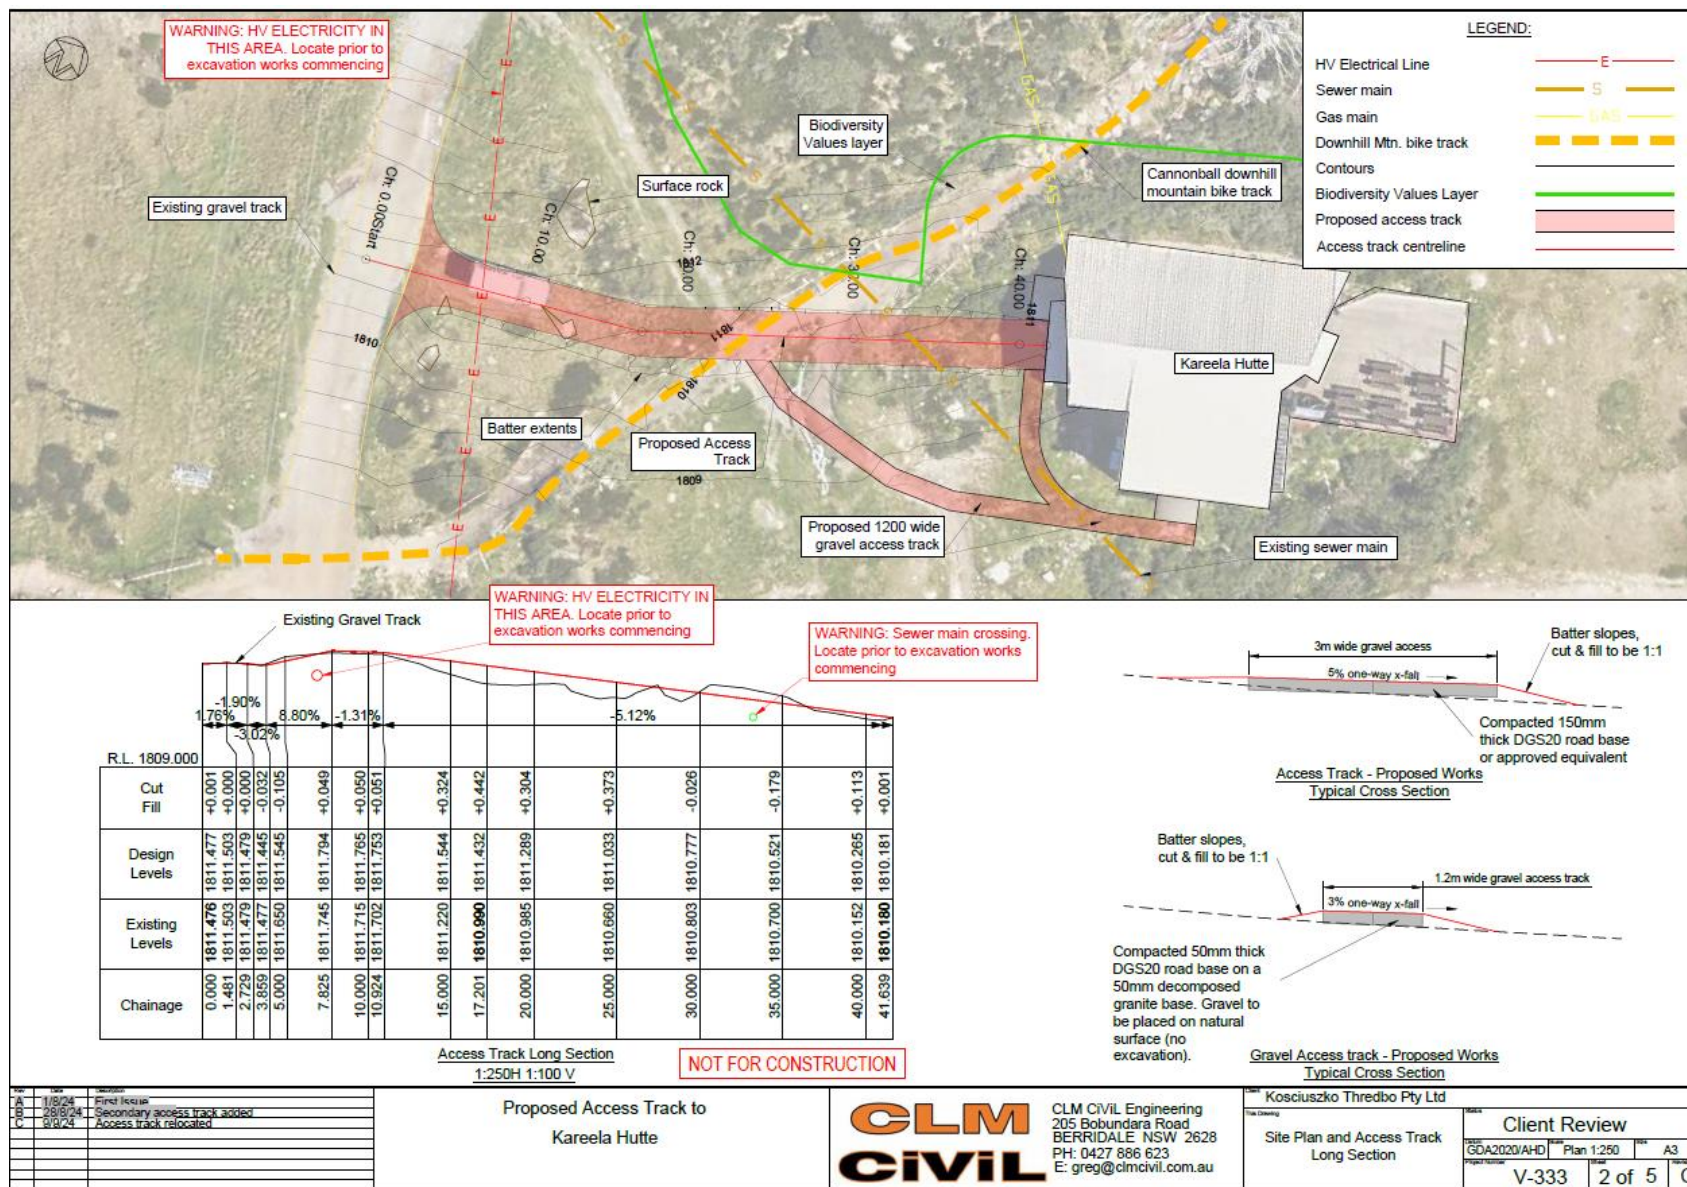 WARNING: HV ELECTRICITY IN
THIS AREA. Locate prior to
excavation works commencing
Existing gravel track
Ch: 0.00Start
Ch: 10.00
Surface rock
Biodiversity
Values layer
Cannonball downhill
mountain bike track
1812
Ch: 40.00
1811
1810
1811
1810
1809
E
E
E
E
E
E
E
S
S
S
S
GAS
GAS
Batter extents
Proposed Access
Track
Kareela Hutte
Proposed 1200 wide
gravel access track
Existing sewer main
LEGEND:
HV Electrical Line
E
Sewer main
S
Gas main
GAS
Downhill Mtn. bike track
Contours
Biodiversity Values Layer
Proposed access track
Access track centreline
Existing Gravel Track
WARNING: HV ELECTRICITY IN
THIS AREA. Locate prior to
excavation works commencing
WARNING: Sewer main crossing.
Locate prior to excavation works
commencing
1.76% -1.90% -3.02% 8.80% -1.31% -5.12%
R.L. 1809.000
Cut
Fill
+0.001 +0.000 +0.000 -0.032 -0.105 +0.049 +0.050 +0.051 +0.324 +0.442 +0.304 +0.373 -0.026 -0.179 +0.113 +0.001
Design
Levels
1811.477 1811.503 1811.479 1811.445 1811.545 1811.794 1811.765 1811.753 1811.544 1811.432 1811.289 1811.033 1810.777 1810.521 1810.265 1810.181
Existing
Levels
1811.476 1811.503 1811.479 1811.477 1811.650 1811.745 1811.715 1811.702 1811.220 1810.990 1810.985 1810.660 1810.803 1810.700 1810.152 1810.180
Chainage
0.000 1.481 2.729 3.859 5.000 7.825 10.000 10.924 15.000 17.201 20.000 25.000 30.000 35.000 40.000 41.639
Access Track Long Section
1:250H 1:100 V
NOT FOR CONSTRUCTION
3m wide gravel access
5% one-way x-fall
Batter slopes,
cut & fill to be 1:1
Compacted 150mm
thick DGS20 road base
or approved equivalent
Access Track - Proposed Works
Typical Cross Section
Batter slopes,
cut & fill to be 1:1
1.2m wide gravel access track
3% one-way x-fall
Compacted 50mm thick
DGS20 road base on a
50mm decomposed
granite base. Gravel to
be placed on natural
surface (no
excavation).
Gravel Access track - Proposed Works
Typical Cross Section
Rev Date Description
A 1/8/24 First Issue
B 28/8/24 Secondary access track added
C 9/9/24 Access track relocated
Proposed Access Track to
Kareela Hutte
CLM
CiViL
CLM CiViL Engineering
205 Bobundara Road
BERRIDALE NSW 2628
PH: 0427 886 623
E: greg@clmcivil.com.au
Client
Kosciuszko Thredbo Pty Ltd
This Drawing
Site Plan and Access Track
Long Section
Status
Client Review
Datum
GDA2020/AHD
Scale
Plan 1:250
Size
A3
Project Number
V-333
Sheet
2 of 5